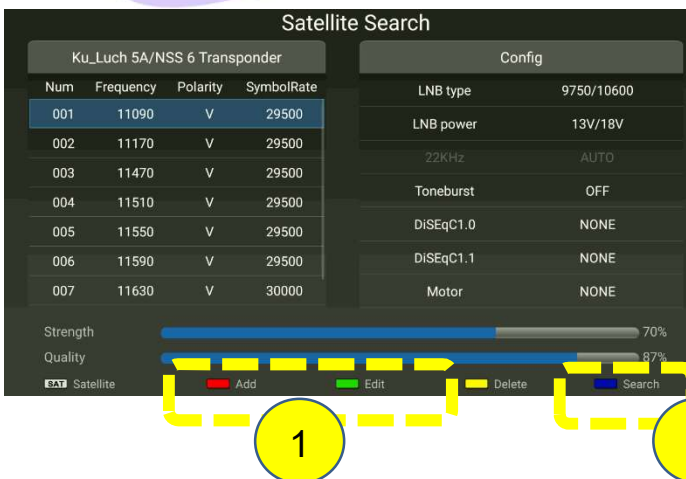 Satellite Search
Ku_Luch 5A/NSS 6 Transponder
Num Frequency Polarity SymbolRate
001 11090 V 29500
002 11170 V 29500
003 11470 V 29500
004 11510 V 29500
005 11550 V 29500
006 11590 V 29500
007 11630 V 30000
Config
LNB type 9750/10600
LNB power 13V/18V
22KHz AUTO
Toneburst OFF
DiSEqC1.0 NONE
DiSEqC1.1 NONE
Motor NONE
Strength 70%
Quality 87%
SAT Satellite Add Edit Delete Search
1